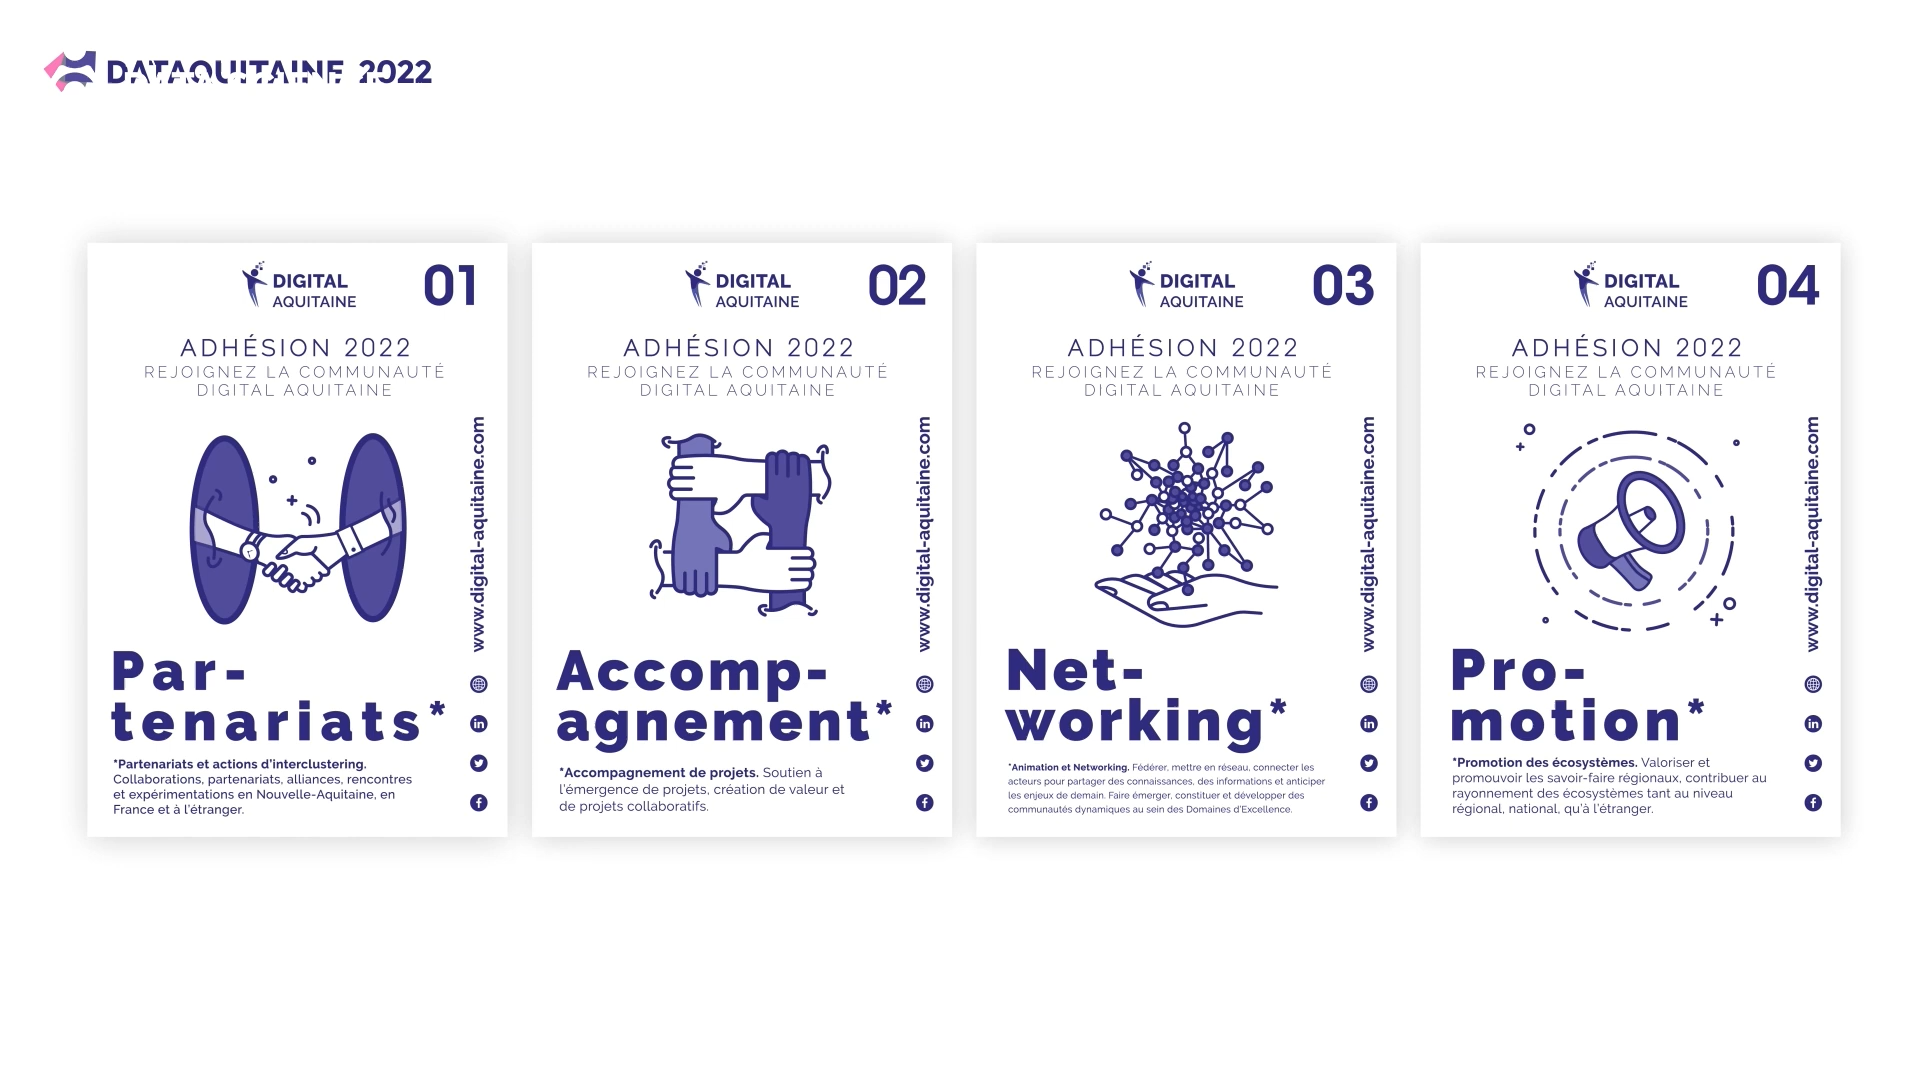 DATAQUITAINE 2022
DIGITAL
AQUITAINE
01
ADHÉSION 2022
REJOIGNEZ LA COMMUNAUTÉ
DIGITAL AQUITAINE
www.digital-aquitaine.com
Par-
tenariats*
*Partenariats et actions d'interclustering.
Collaborations, partenariats, alliances, rencontres
et expérimentations en Nouvelle-Aquitaine, en
France et à l'étranger.
DIGITAL
AQUITAINE
02
ADHÉSION 2022
REJOIGNEZ LA COMMUNAUTÉ
DIGITAL AQUITAINE
www.digital-aquitaine.com
Accomp-
agnement*
*Accompagnement de projets. Soutien à
l'émergence de projets, création de valeur et
de projets collaboratifs.
DIGITAL
AQUITAINE
03
ADHÉSION 2022
REJOIGNEZ LA COMMUNAUTÉ
DIGITAL AQUITAINE
www.digital-aquitaine.com
Net-
working*
*Animation et Networking. Fédérer, mettre en réseau, connecter les
acteurs pour partager des connaissances, des informations et anticiper
les enjeux de demain. Faire émerger, constituer et développer des
communautés dynamiques au sein des Domaines d'Excellence.
DIGITAL
AQUITAINE
04
ADHÉSION 2022
REJOIGNEZ LA COMMUNAUTÉ
DIGITAL AQUITAINE
www.digital-aquitaine.com
Pro-
motion*
*Promotion des écosystèmes. Valoriser et
promouvoir les savoir-faire régionaux, contribuer au
rayonnement des écosystèmes tant au niveau
régional, national, qu'à l'étranger.